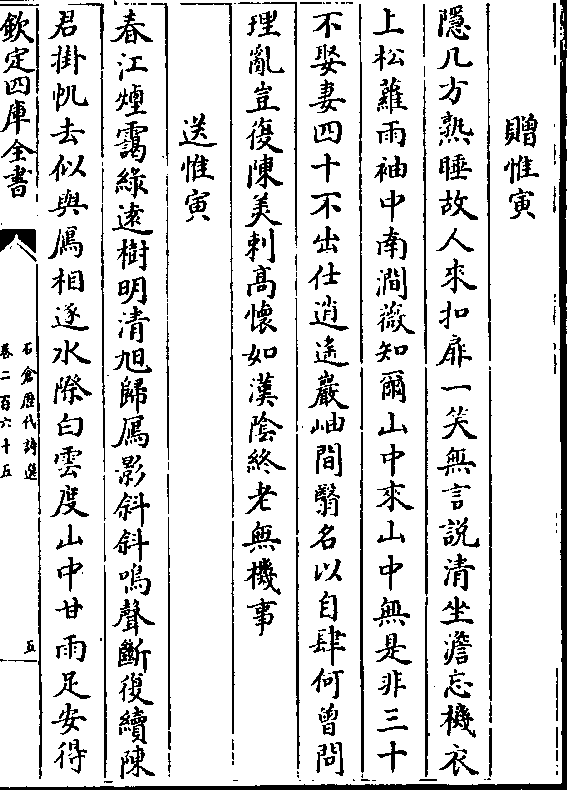 贈惟寅
隱几方熟睡故人來扣扉一笑無言說清坐澹忘機衣
上松蘿雨袖中南澗薇知爾山中來山中無是非三十
不娶妻四十不出仕逍遙巖岫間翳名以自肆何曾問
理亂豈復陳美刺高懷如漢陰終老無機事
送惟寅
春江煙靄綠遠樹明清旭歸鴈影斜斜鳴聲斷復續陳
君掛帆去似與鴈相逐水際白雲度山中甘雨足安得
欽定四庫全書
石倉歷代詩選
卷二百六十五
五